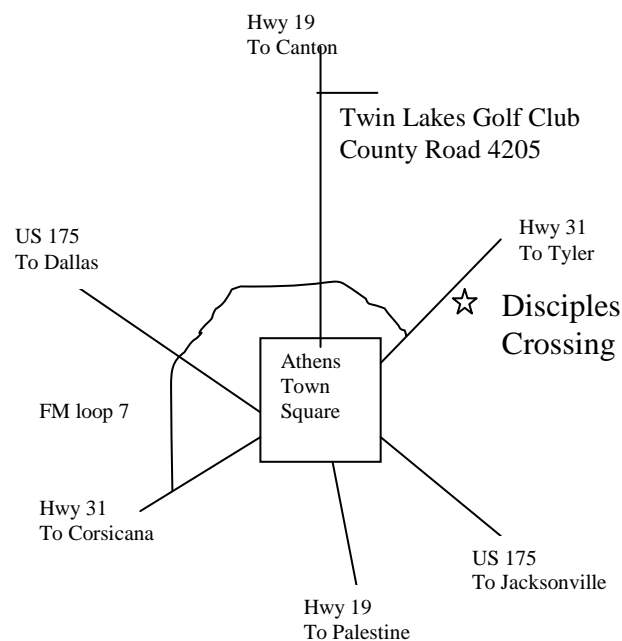 Hwy 19
To Canton
Twin Lakes Golf Club
County Road 4205
US 175
To Dallas
Hwy 31
To Tyler
Disciples
Crossing
Athens
Town
Square
FM loop 7
Hwy 31
To Corsicana
US 175
To Jacksonville
Hwy 19
To Palestine